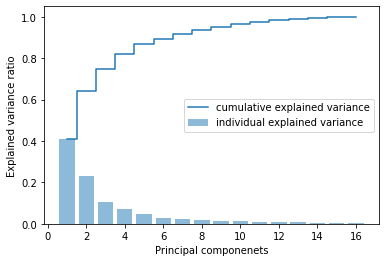 1.0
0.8
0.6
0.4
0.2
0.0
Explained variance ratio
cumulative explained variance
individual explained variance
0 2 4 6 8 10 12 14 16
Principal componenets